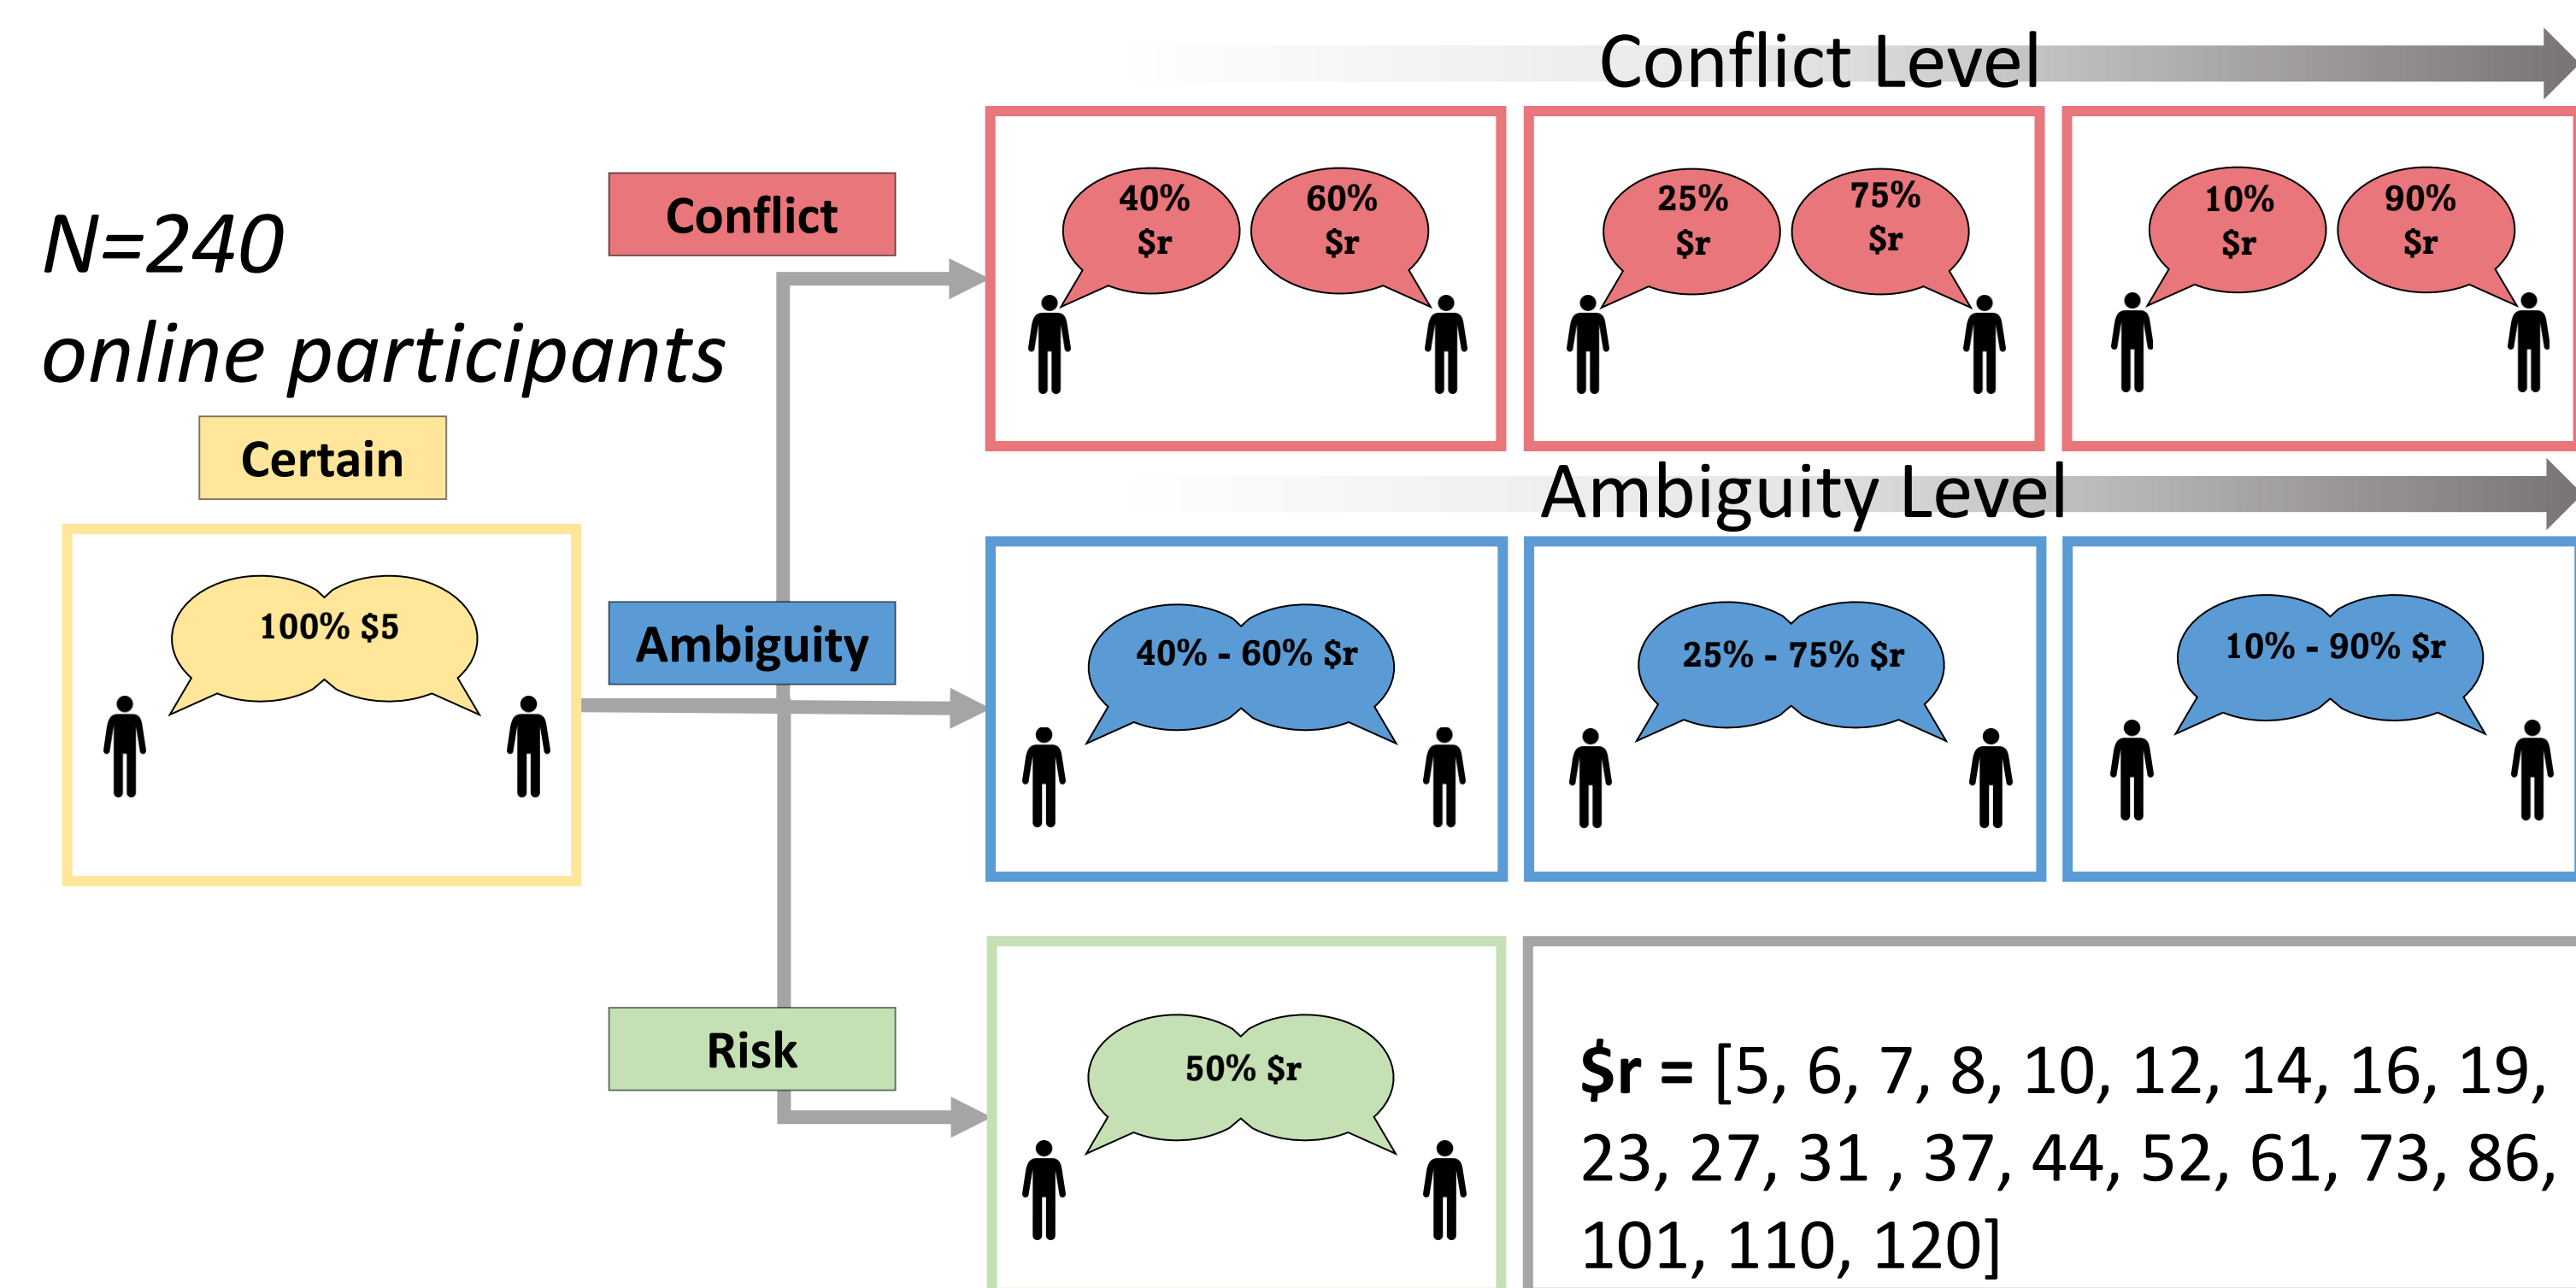 Conflict Level
N=240
online participants
Conflict
40%
$r
60%
$r
25%
$r
75%
$r
10%
$r
90%
$r
Certain
100% $5
Ambiguity Level
Ambiguity
40% - 60% $r
25% - 75% $r
10% - 90% $r
Risk
50% $r
$r = [5, 6, 7, 8, 10, 12, 14, 16, 19,
23, 27, 31 , 37, 44, 52, 61, 73, 86,
101, 110, 120]